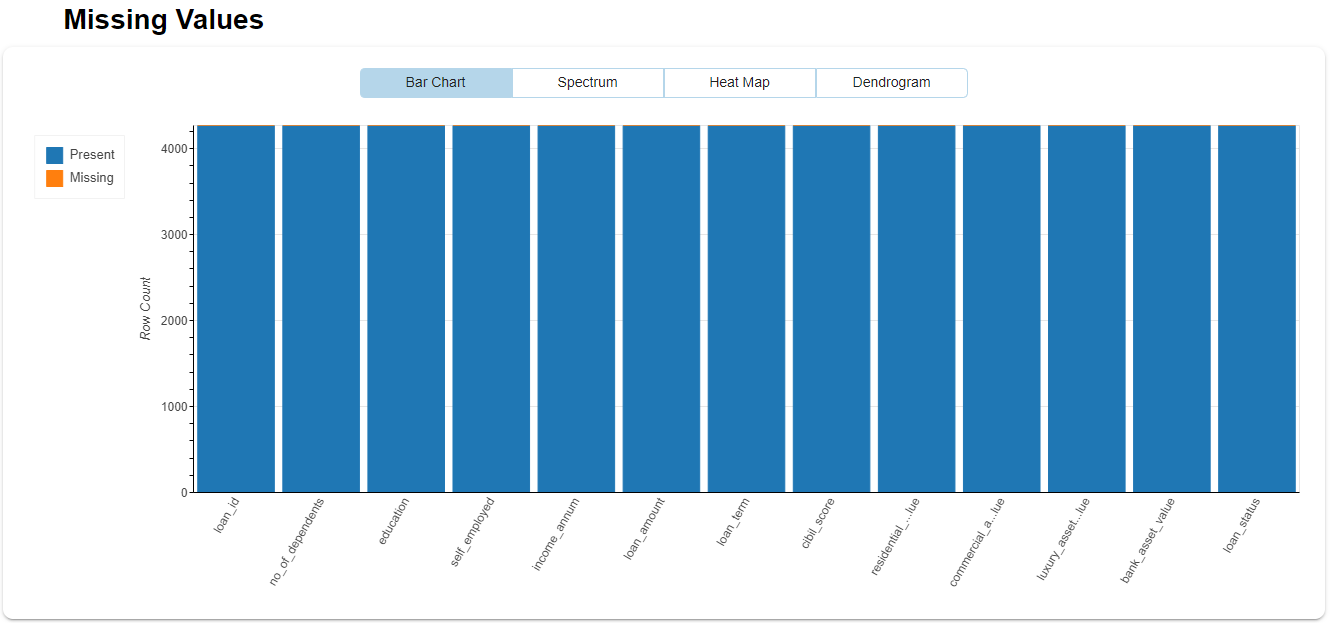 Missing Values
Bar Chart Spectrum Heat Map Dendrogram
Present
Missing
Row Count
4000
3000
2000
1000
0
loan_id
no_of_dependents
education
self_employed
income_annum
loan_amount
loan_term
cibil_score
residential_...lue
commercial_a...lue
luxury_asset...lue
bank_asset_value
loan_status